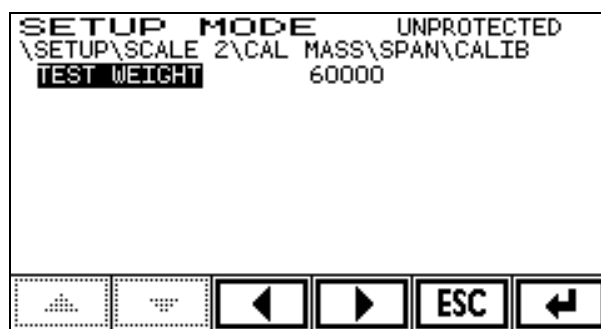 SETUP MODE UNPROTECTED
\SETUP\SCALE 2\CAL MASS\SPAN\CALIB
TEST WEIGHT 60000
ESC